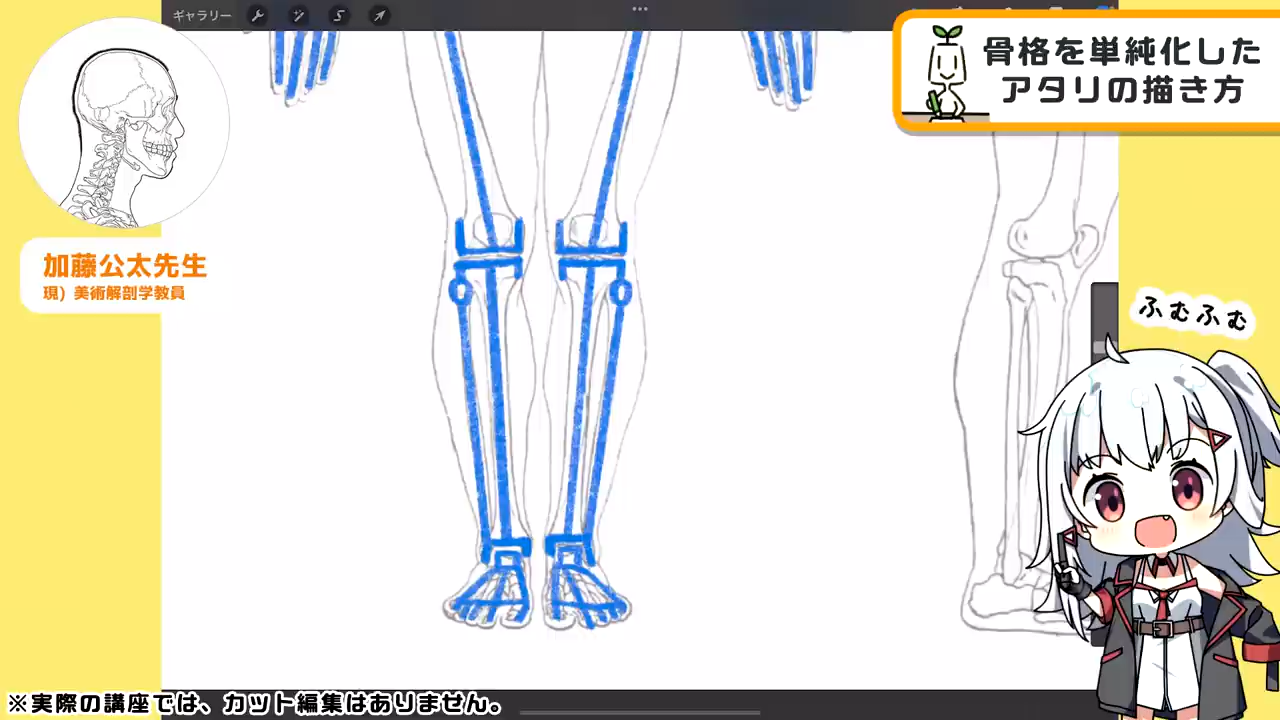 ギャラリー
骨格を単純化した
アタリの描き方
加藤公太先生
現) 美術解剖学教員
ふむふむ
※実際の講座では、カット編集はありません。